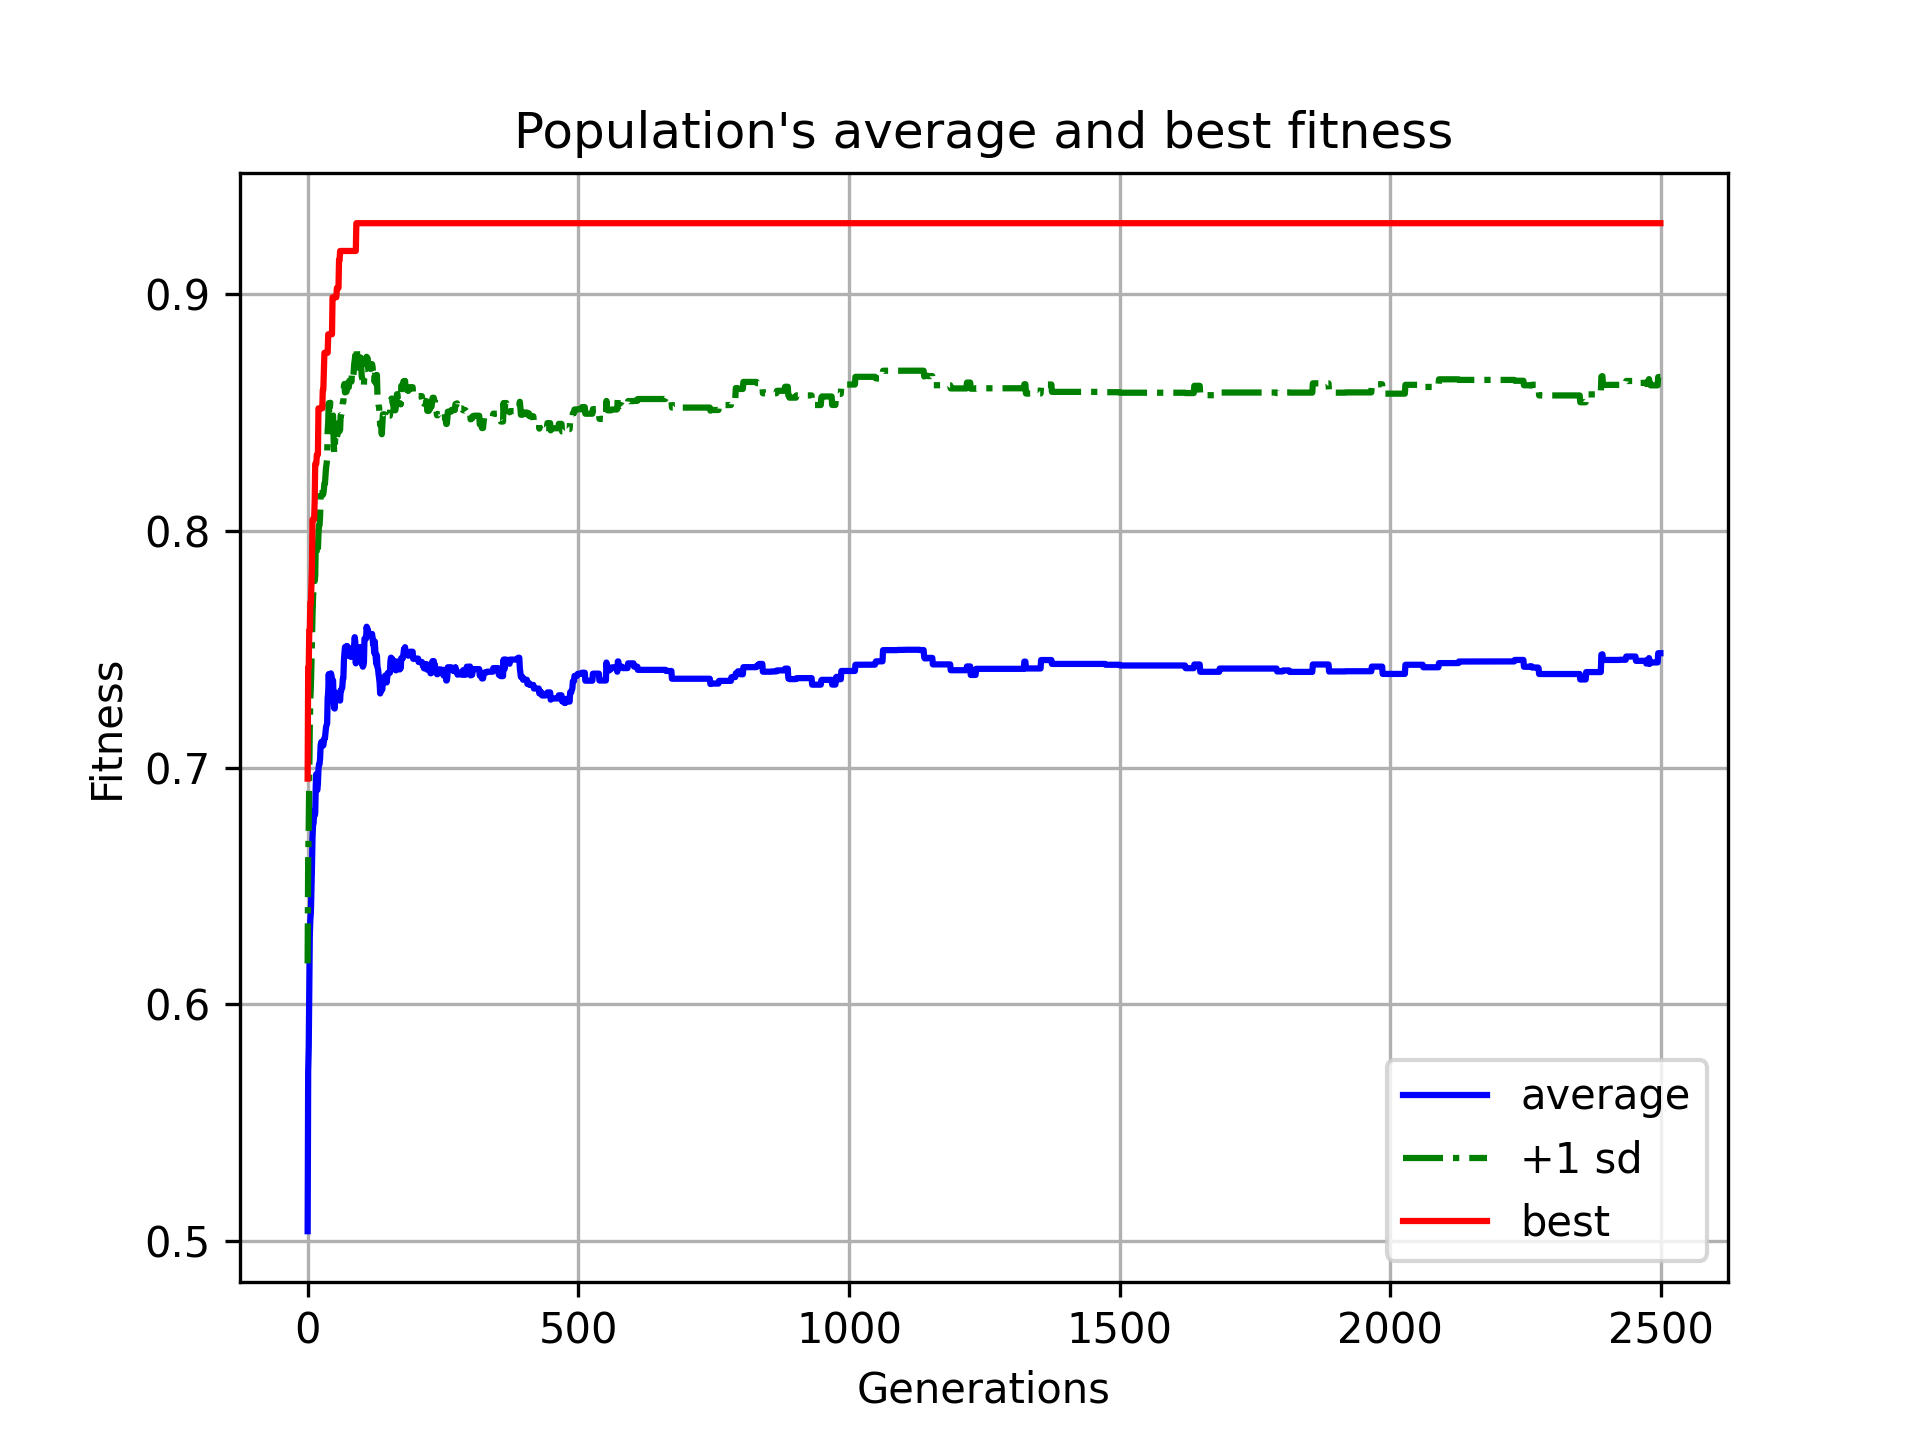 Population's average and best fitness
Fitness
0.9
0.8
0.7
0.6
0.5
0 500 1000 1500 2000 2500
Generations
average
+1 sd
best